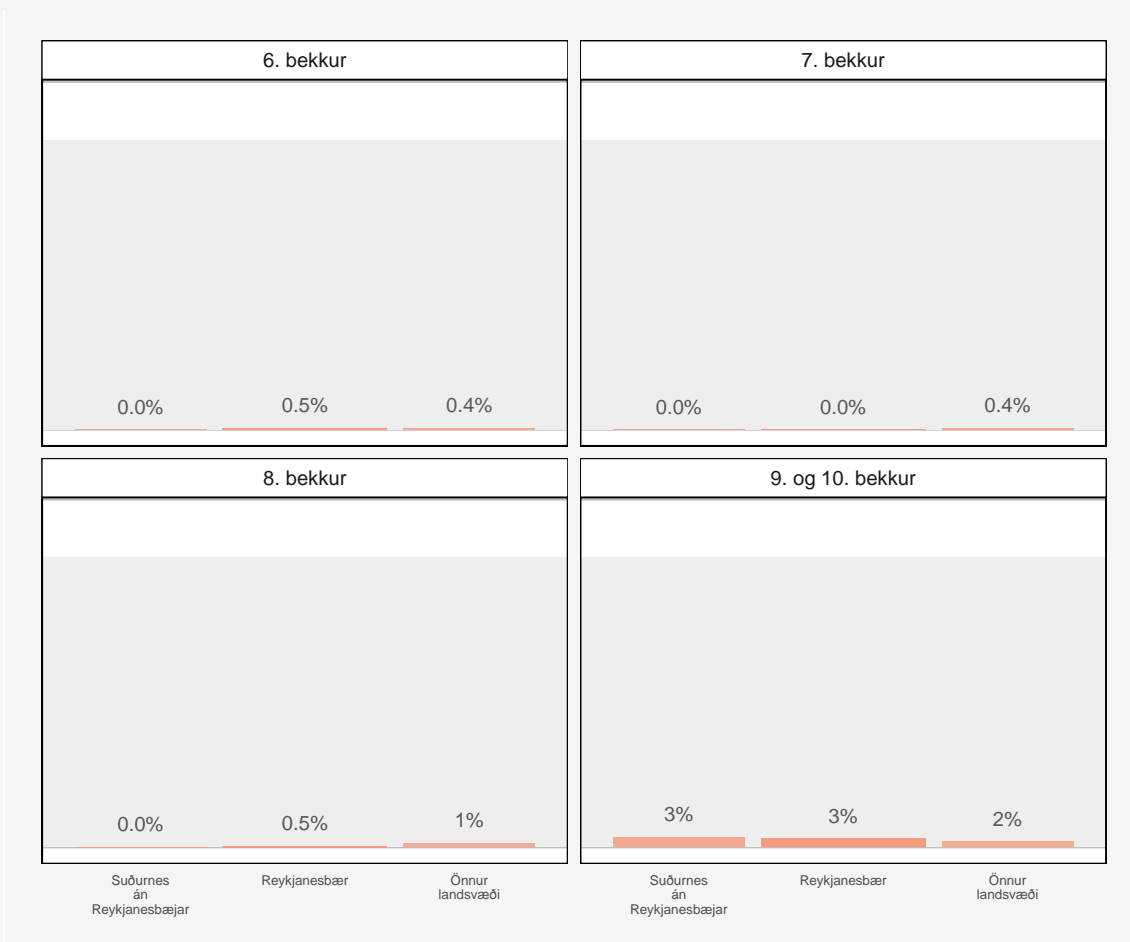 6. bekkur
7. bekkur
0.0%
0.5%
0.4%
0.0%
0.0%
0.4%
8. bekkur
9. og 10. bekkur
0.0%
0.5%
1%
3%
3%
2%
Suðurnes
án
Reykjanesbæjar
Reykjanesbær
Önnur
landsvæði
Suðurnes
án
Reykjanesbæjar
Reykjanesbær
Önnur
landsvæði